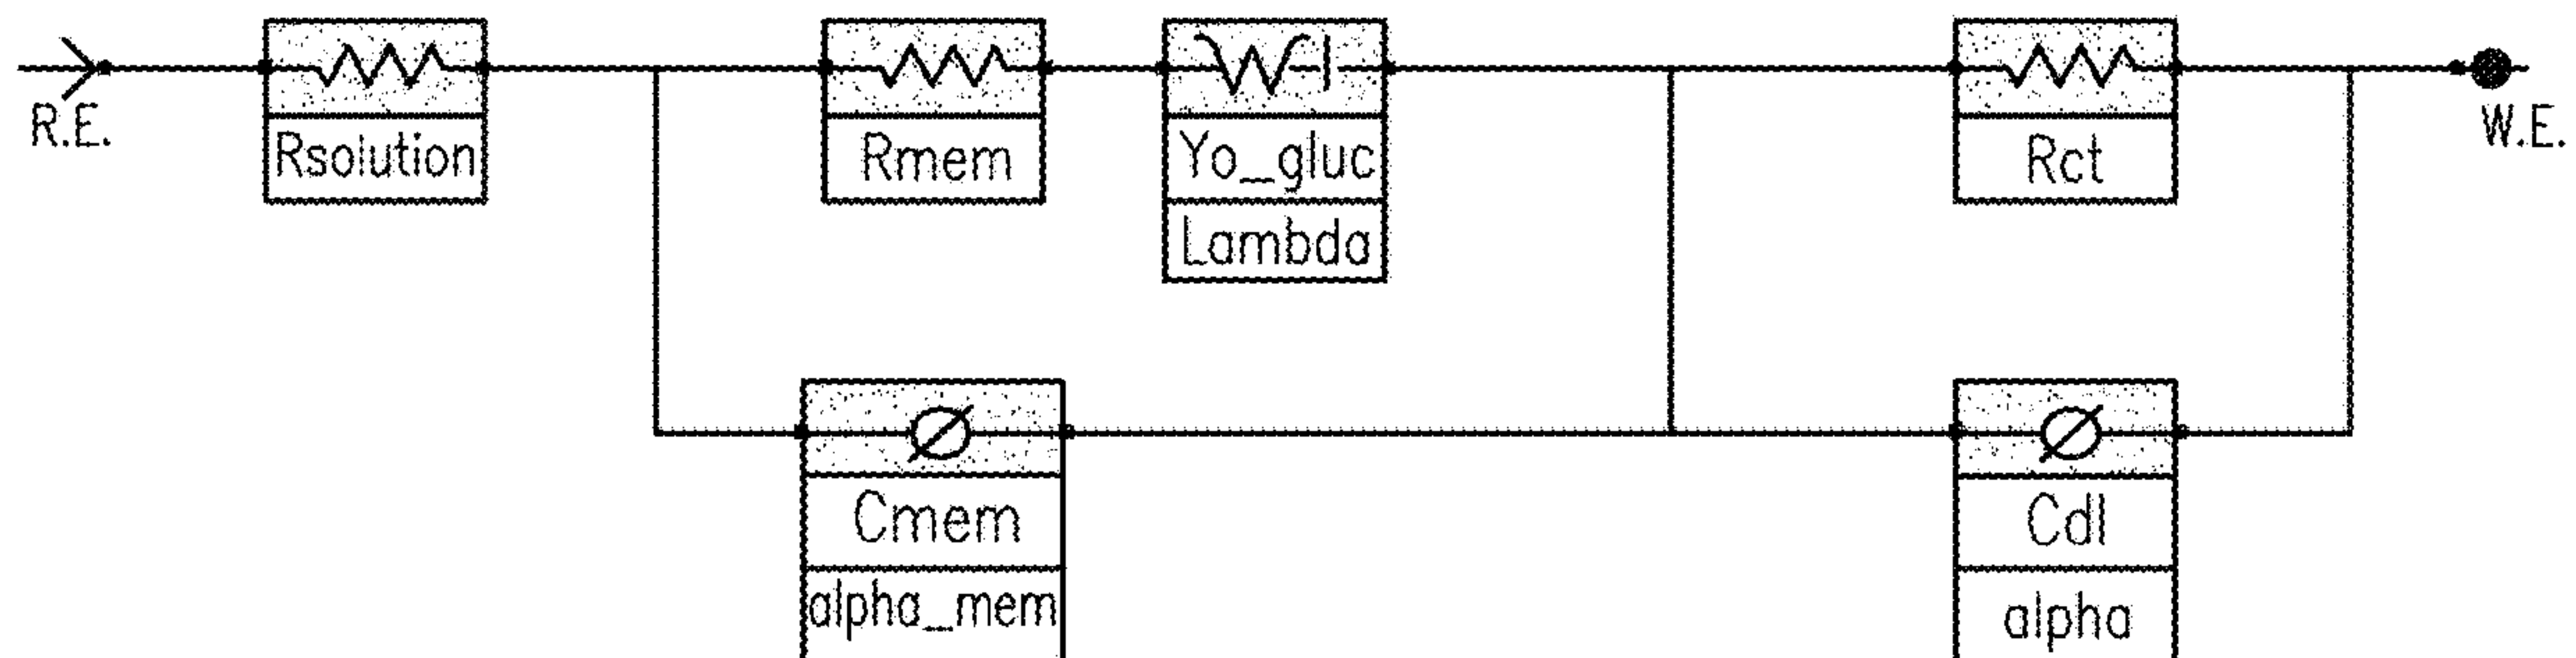 R.E.
Rsolution
Rmem
Yo_gluc
Lambda
Rct
W.E.
Cmem
alpha_mem
Cdl
alpha